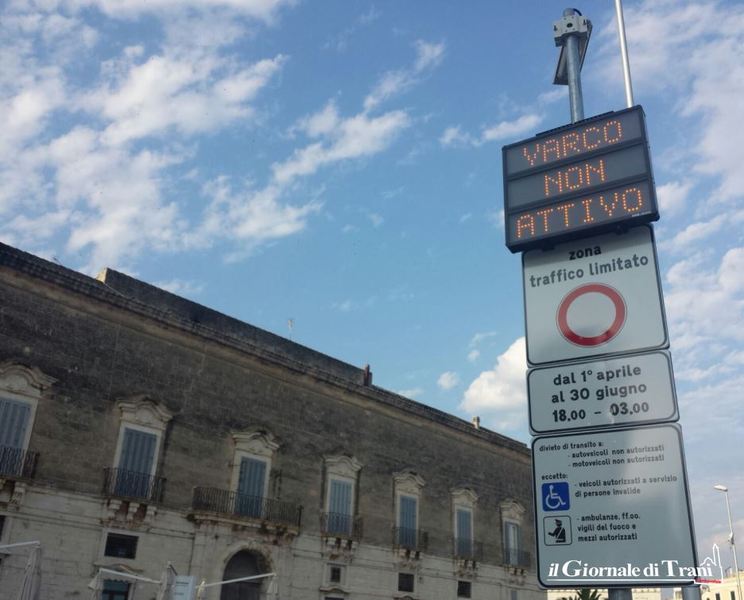 VARCO
NON
ATTIVO
zona
traffico limitato
dal 1° aprile
al 30 giugno
18.00 - 03.00
divieto di transito a:
- autoveicoli non autorizzati
- motoveicoli non autorizzati
eccetto:
- veicoli autorizzati a servizio
di persone invalide
- ambulanze, ff.oo.
vigili del fuoco e
mezzi autorizzati
il Giornale di Trani